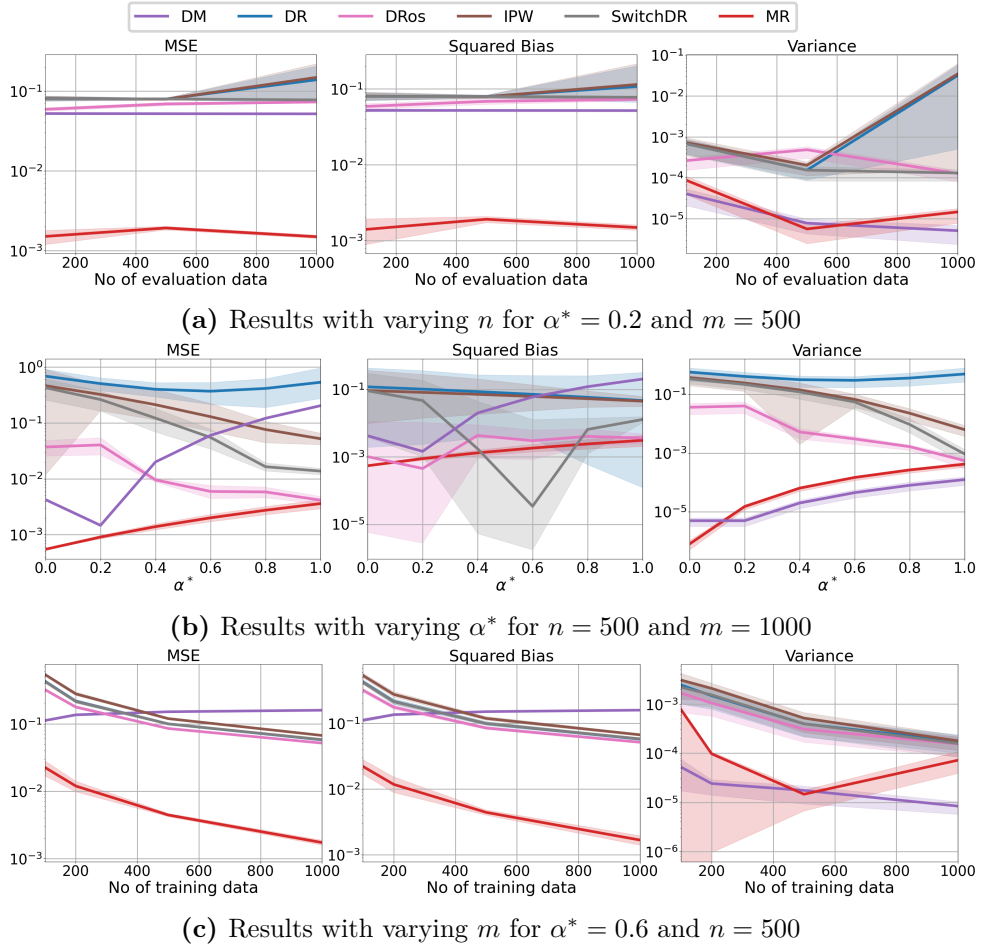 DM DR DRos IPW SwitchDR MR
MSE Squared Bias Variance
10⁻¹ 10⁻² 10⁻³
10⁻¹ 10⁻² 10⁻³
10⁻¹ 10⁻² 10⁻³ 10⁻⁴ 10⁻⁵
200 400 600 800 1000 200 400 600 800 1000 200 400 600 800 1000
No of evaluation data No of evaluation data No of evaluation data
(a) Results with varying n for α* = 0.2 and m = 500
MSE Squared Bias Variance
10⁰ 10⁻¹ 10⁻² 10⁻³
10⁻¹ 10⁻³ 10⁻⁵
10⁻¹ 10⁻³ 10⁻⁵
0.0 0.2 0.4 0.6 0.8 1.0 0.0 0.2 0.4 0.6 0.8 1.0 0.0 0.2 0.4 0.6 0.8 1.0
α* α* α*
(b) Results with varying α* for n = 500 and m = 1000
MSE Squared Bias Variance
10⁻¹ 10⁻² 10⁻³
10⁻¹ 10⁻² 10⁻³
10⁻³ 10⁻⁴ 10⁻⁵ 10⁻⁶
200 400 600 800 1000 200 400 600 800 1000 200 400 600 800 1000
No of training data No of training data No of training data
(c) Results with varying m for α* = 0.6 and n = 500